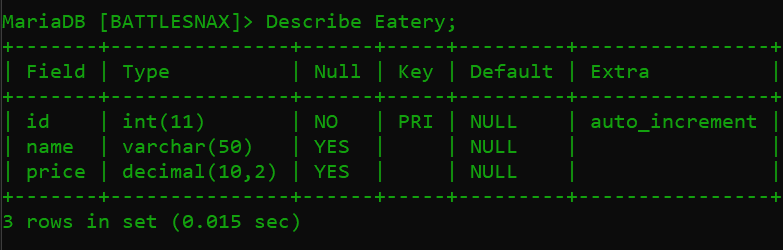 MariaDB [BATTLESNAX]> Describe Eatery;
+-------+---------------+------+-----+---------+----------------+
| Field | Type          | Null | Key | Default | Extra          |
+-------+---------------+------+-----+---------+----------------+
| id    | int(11)       | NO   | PRI | NULL    | auto_increment |
| name  | varchar(50)   | YES  |     | NULL    |                |
| price | decimal(10,2) | YES  |     | NULL    |                |
+-------+---------------+------+-----+---------+----------------+
3 rows in set (0.015 sec)